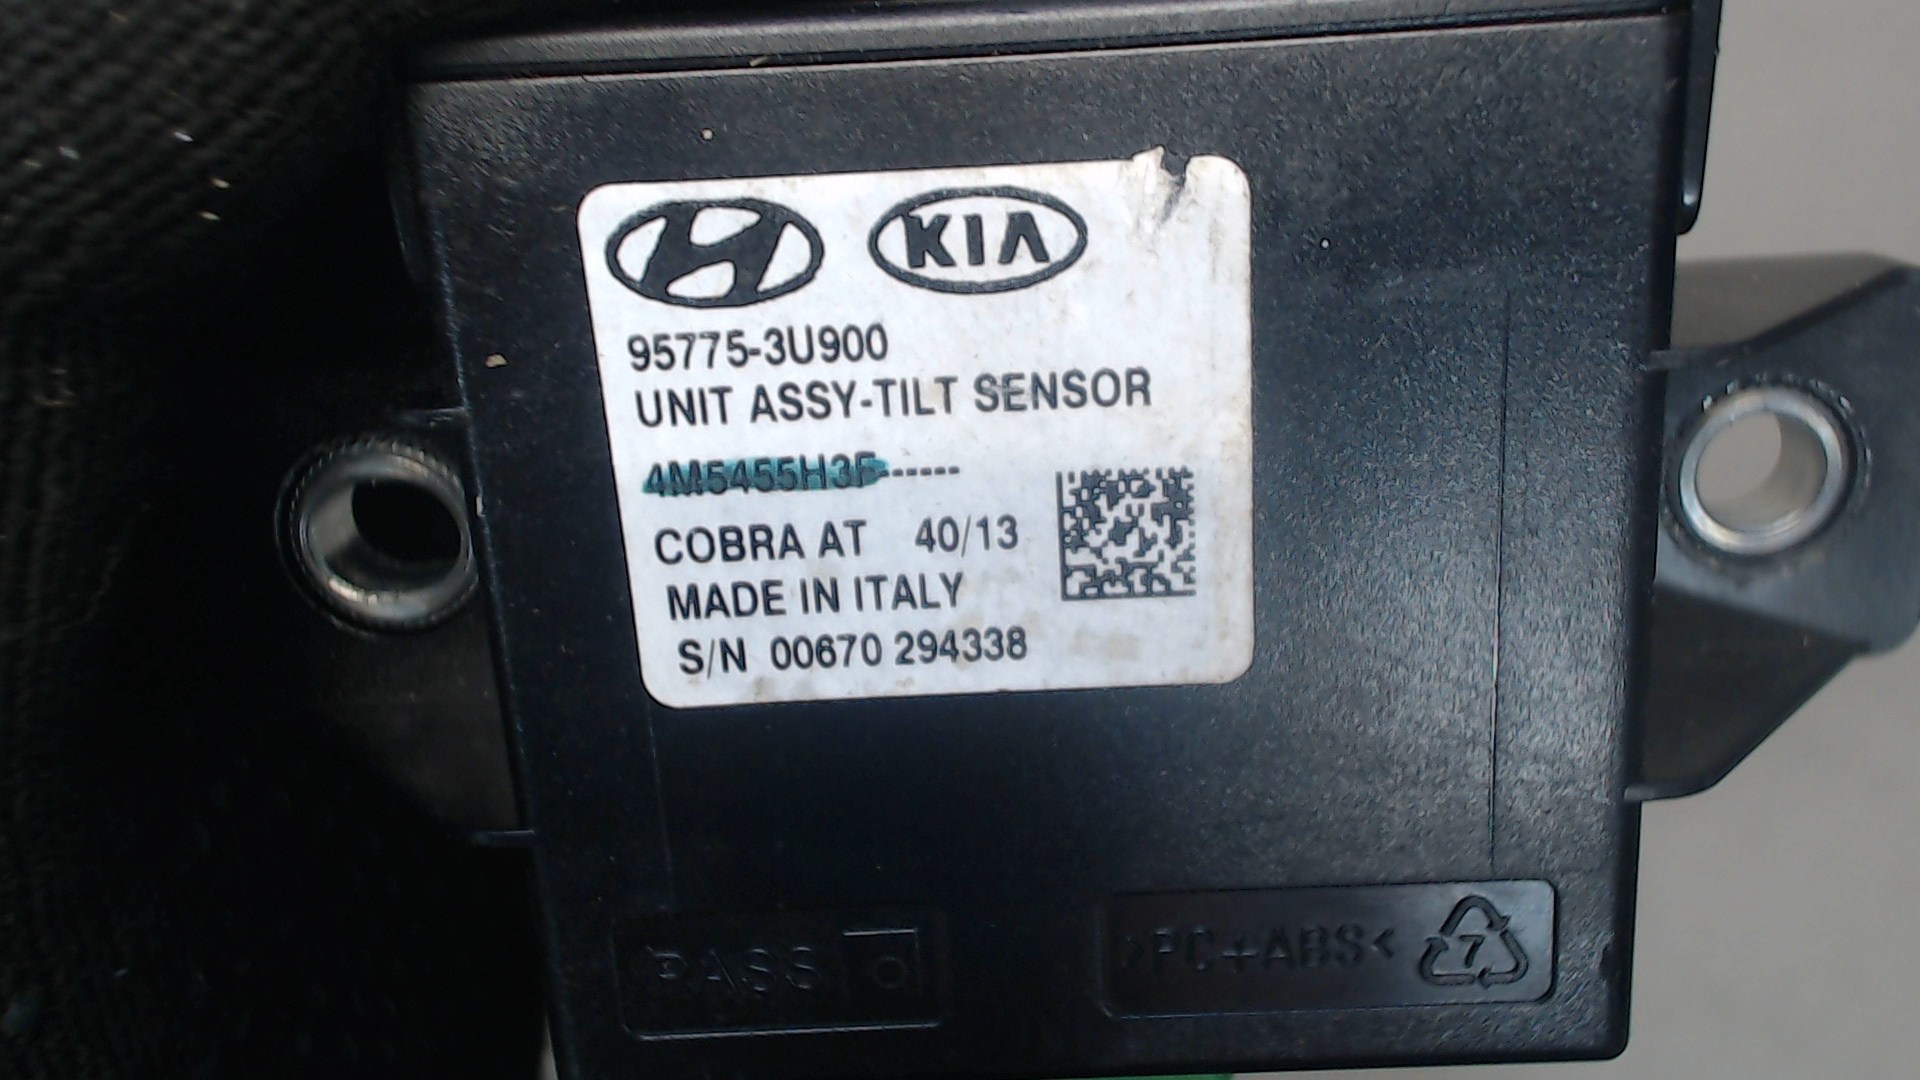 KIA
95775-3U900
UNIT ASSY-TILT SENSOR
4M5455H3F------
COBRA AT 40/13
MADE IN ITALY
S/N 00670 294338
PASS
>PC+ABS<
7